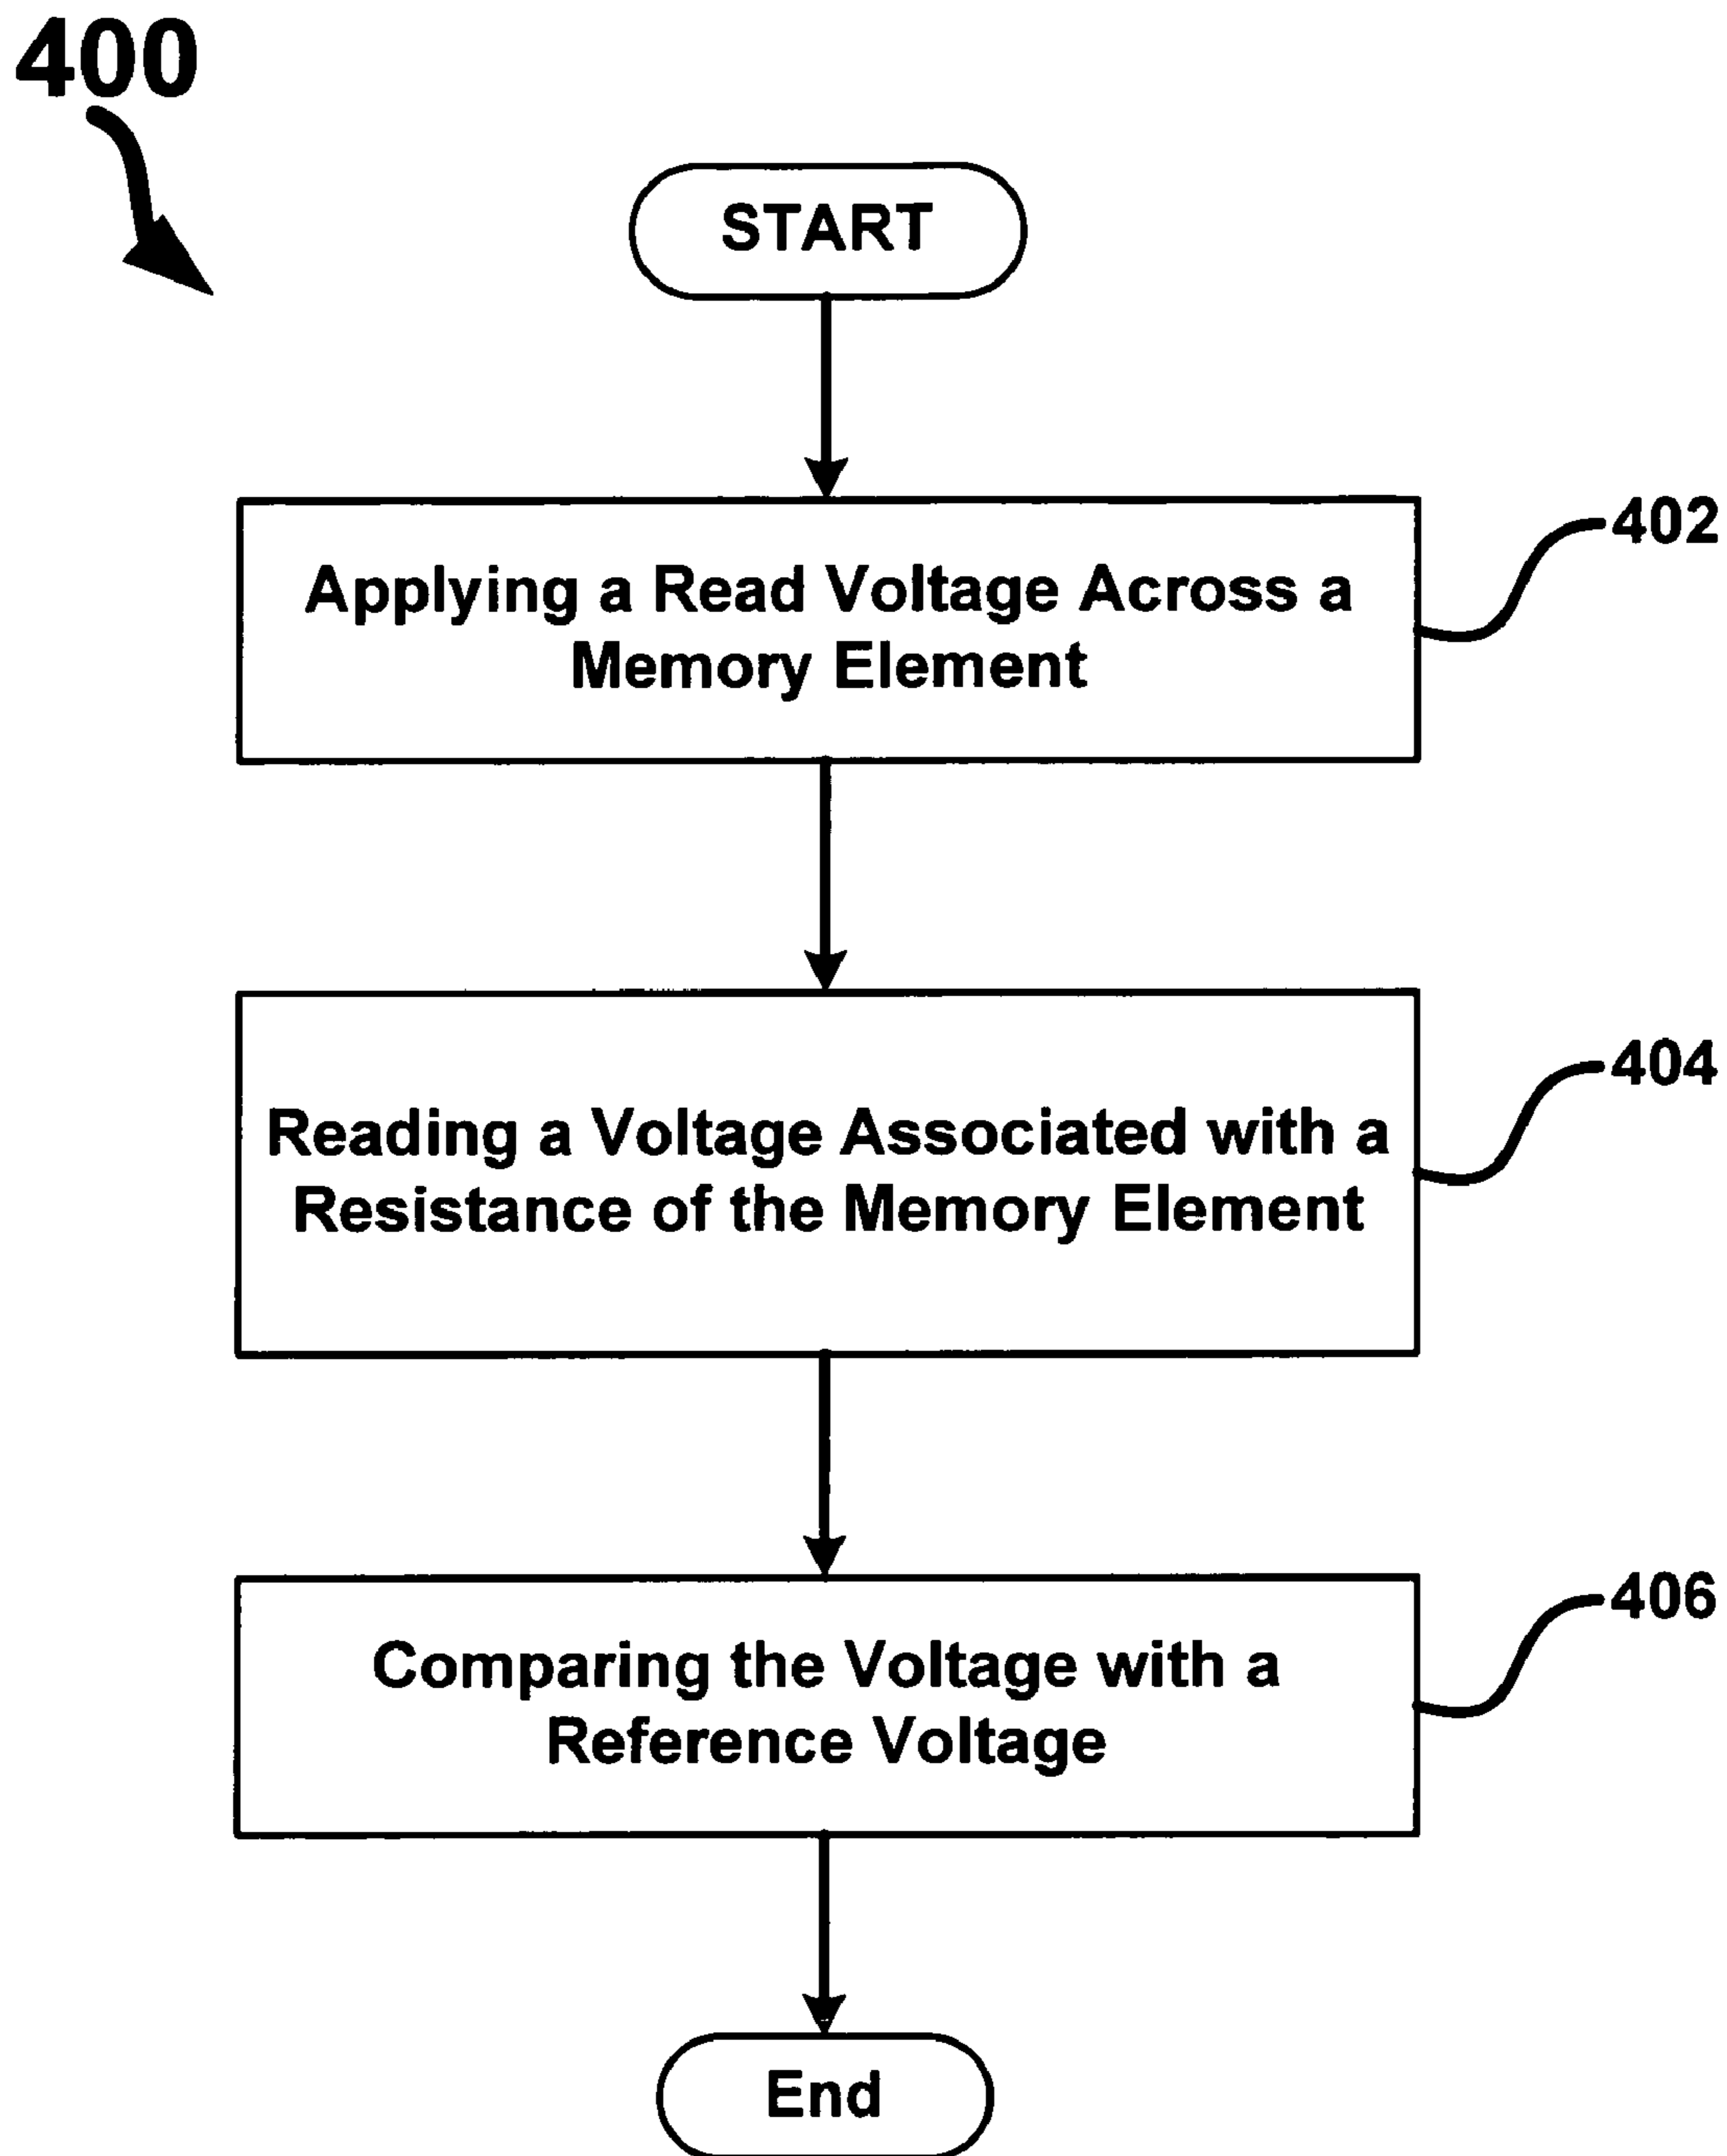 400
START
402
Applying a Read Voltage Across a
Memory Element
404
Reading a Voltage Associated with a
Resistance of the Memory Element
406
Comparing the Voltage with a
Reference Voltage
End